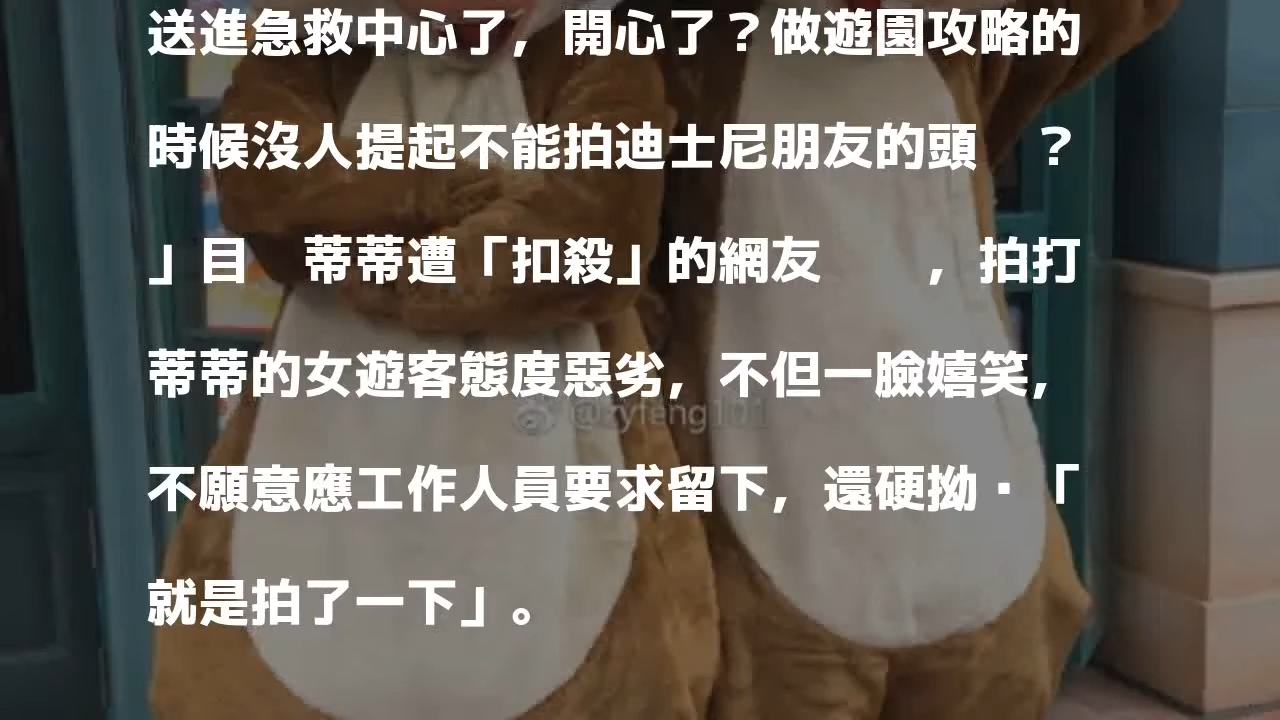 送進急救中心了，開心了？做遊園攻略的
時候沒人提起不能拍迪士尼朋友的頭　？
」目　蒂蒂遭「扣殺」的網友　　，拍打
蒂蒂的女遊客態度惡劣，不但一臉嬉笑，
@zyfeng101
不願意應工作人員要求留下，還硬拗·「
就是拍了一下」。